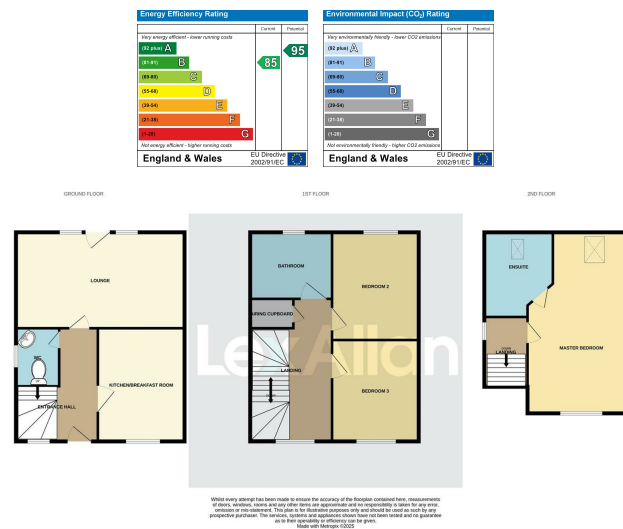 Energy Efficiency Rating
Current Potential
Very energy efficient - lower running costs
(92 plus) A
(81-91) B
(69-80) C
(55-68) D
(39-54) E
(21-38) F
(1-20) G
85
95
Not energy efficient - higher running costs
England & Wales
EU Directive
2002/91/EC
Environmental Impact (CO₂) Rating
Current Potential
Very environmentally friendly - lower CO2 emissions
(92 plus) A
(81-91) B
(69-80) C
(55-68) D
(39-54) E
(21-38) F
(1-20) G
Not environmentally friendly - higher CO2 emissions
England & Wales
EU Directive
2002/91/EC
GROUND FLOOR
LOUNGE
WC
UP
KITCHEN/BREAKFAST ROOM
ENTRANCE HALL
1ST FLOOR
BATHROOM
BEDROOM 2
URING CUPBOARD
LexAllan
LANDING
BEDROOM 3
2ND FLOOR
ENSUITE
DOWN
LANDING
MASTER BEDROOM
Whilst every attempt has been made to ensure the accuracy of the floorplan contained here, measurements
of doors, windows, rooms and any other items are approximate and no responsibility is taken for any error,
omission or mis-statement. This plan is for illustrative purposes only and should be used as such by any
prospective purchaser. The services, systems and appliances shown have not been tested and no guarantee
as to their operability or efficiency can be given.
Made with Metropix ©2025